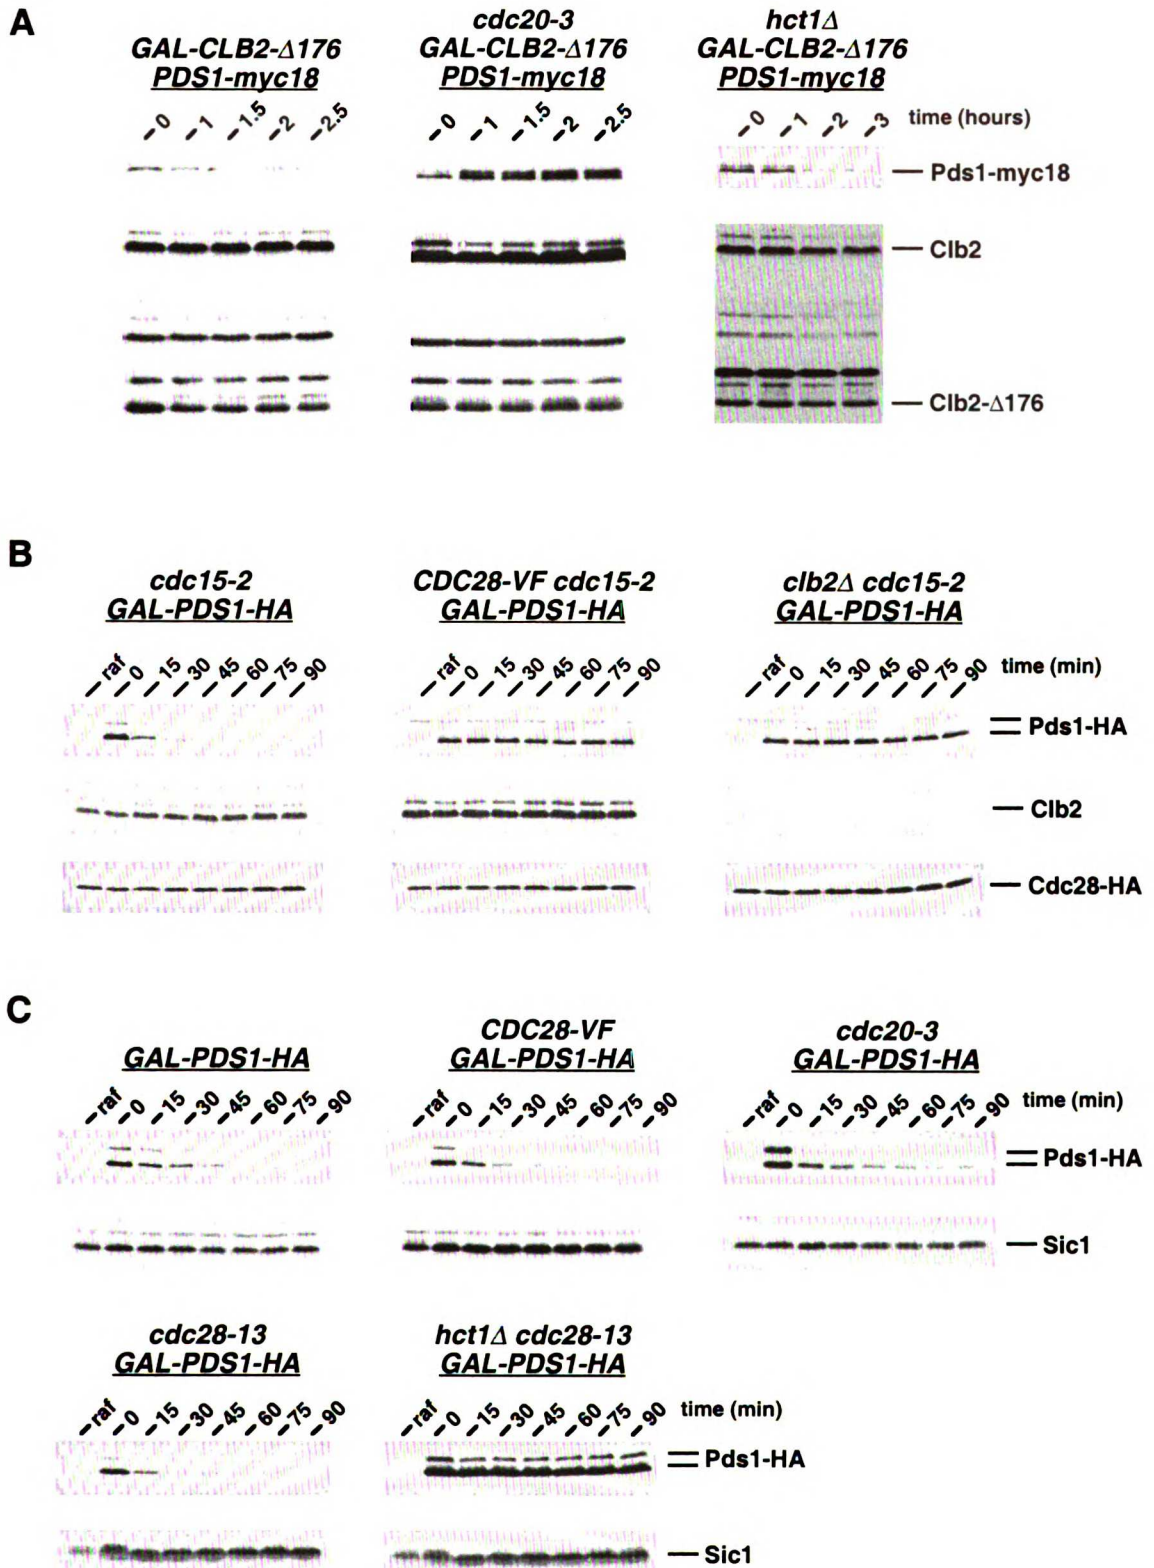 A
GAL-CLB2-Δ176
PDS1-myc18
cdc20-3
GAL-CLB2-Δ176
PDS1-myc18
hct1Δ
GAL-CLB2-Δ176
PDS1-myc18
0 1 1.5 2 2.5
0 1 1.5 2 2.5
0 1 2 3 time (hours)
Pds1-myc18
Clb2
Clb2-Δ176
B
cdc15-2
GAL-PDS1-HA
CDC28-VF cdc15-2
GAL-PDS1-HA
clb2Δ cdc15-2
GAL-PDS1-HA
raf 0 15 30 45 60 75 90
raf 0 15 30 45 60 75 90
raf 0 15 30 45 60 75 90 time (min)
Pds1-HA
Clb2
Cdc28-HA
C
GAL-PDS1-HA
CDC28-VF
GAL-PDS1-HA
cdc20-3
GAL-PDS1-HA
raf 0 15 30 45 60 75 90
raf 0 15 30 45 60 75 90
raf 0 15 30 45 60 75 90 time (min)
Pds1-HA
Sic1
cdc28-13
GAL-PDS1-HA
hct1Δ cdc28-13
GAL-PDS1-HA
raf 0 15 30 45 60 75 90
raf 0 15 30 45 60 75 90 time (min)
Pds1-HA
Sic1